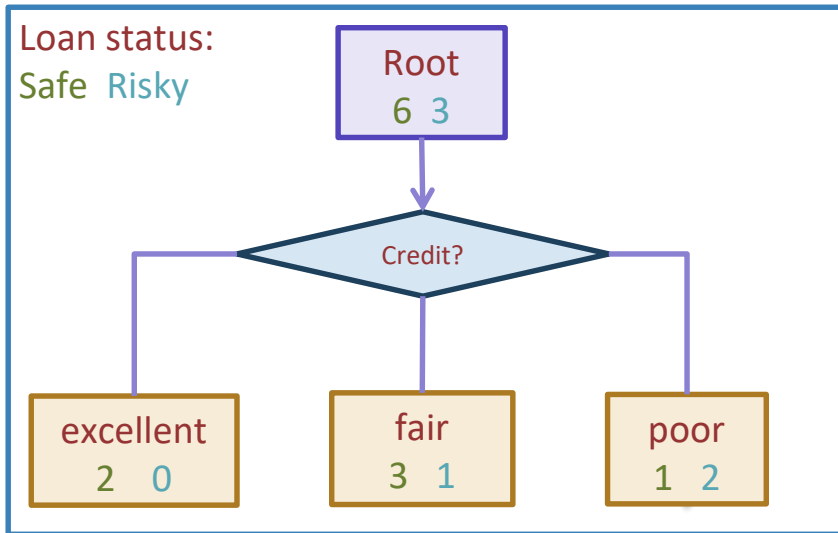 Loan status:
Safe Risky
Root
6 3
Credit?
excellent
2 0
fair
3 1
poor
1 2